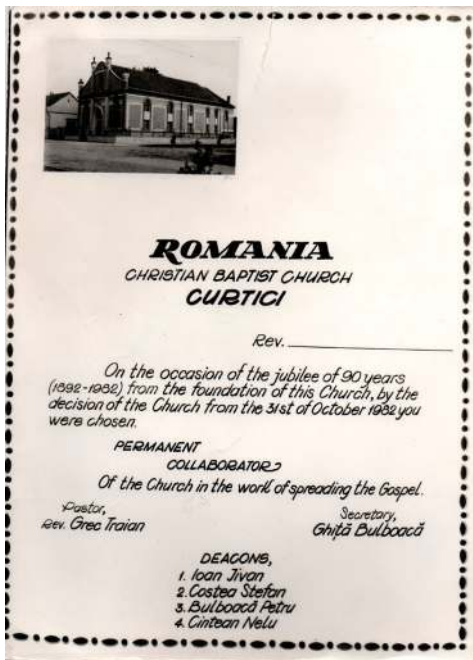 ROMANIA
CHRISTIAN BAPTIST CHURCH
CURTICI
Rev.
On the occasion of the jubilee of 90 years
(1892-1982) from the foundation of this Church, by the
decision of the Church from the 31st of October 1982 you
were chosen.
PERMANENT
COLLABORATOR
Of the Church in the work of spreading the Gospel.
Pastor,
Rev. Grec Traian
Secretary,
Ghiță Bulboacă
DEACONS,
1. Ioan Jivan
2. Costea Stefan
3. Bulboacă Petru
4. Cintean Nelu